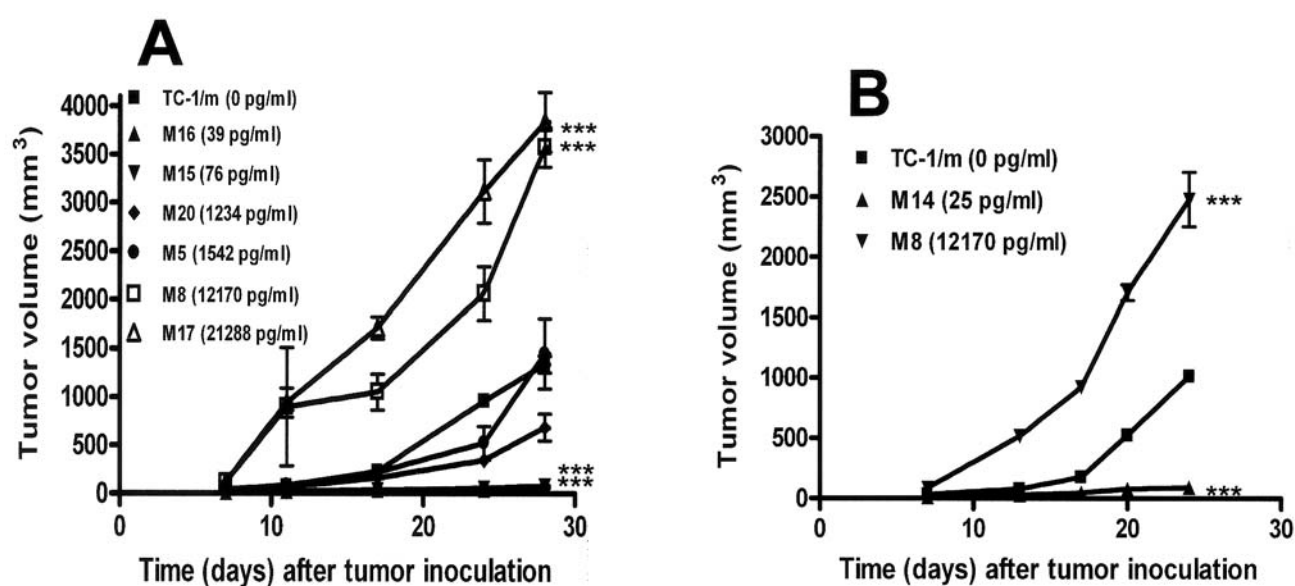 A
TC-1/m (0 pg/ml)
M16 (39 pg/ml)
M15 (76 pg/ml)
M20 (1234 pg/ml)
M5 (1542 pg/ml)
M8 (12170 pg/ml)
M17 (21288 pg/ml)
Tumor volume (mm³)
4000
3500
3000
2500
2000
1500
1000
500
0
***
***
***
***
0
10
20
30
Time (days) after tumor inoculation
B
TC-1/m (0 pg/ml)
M14 (25 pg/ml)
M8 (12170 pg/ml)
Tumor volume (mm³)
3000
2500
2000
1500
1000
500
0
***
***
0
10
20
30
Time (days) after tumor inoculation